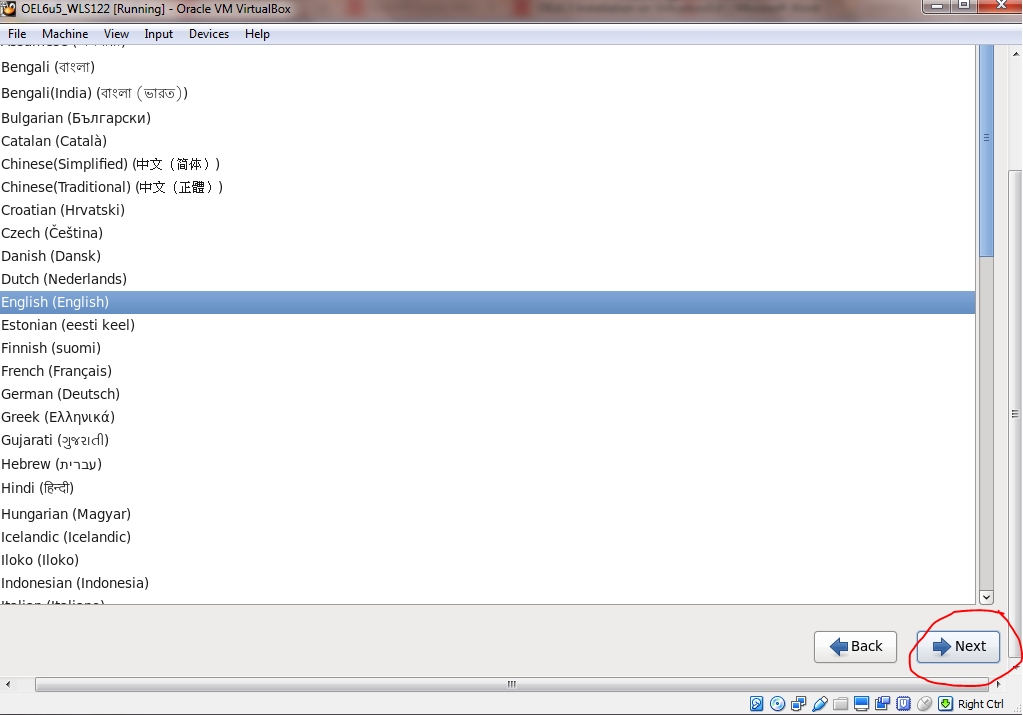 OEL6u5_WLS122 [Running] - Oracle VM VirtualBox
File Machine View Input Devices Help
Bengali (বাংলা)
Bengali(India) (বাংলা (ভারত))
Bulgarian (Български)
Catalan (Català)
Chinese(Simplified) (中文（简体）)
Chinese(Traditional) (中文（正體）)
Croatian (Hrvatski)
Czech (Čeština)
Danish (Dansk)
Dutch (Nederlands)
English (English)
Estonian (eesti keel)
Finnish (suomi)
French (Français)
German (Deutsch)
Greek (Ελληνικά)
Gujarati (ગુજરાતી)
Hebrew (עברית)
Hindi (हिन्दी)
Hungarian (Magyar)
Icelandic (Icelandic)
Iloko (Iloko)
Indonesian (Indonesia)
Italian (Italiano)
Back Next
Right Ctrl